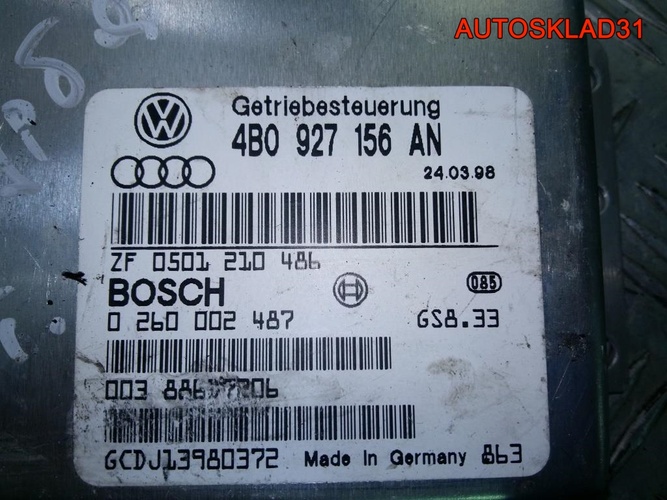 AUTOSKLAD31
Getriebesteuerung
4B0 927 156 AN
24.03.98
ZF 0501 210 486
BOSCH
085
0 260 002 487 GS8.33
003
GCDJ13980372 Made In Germany 863